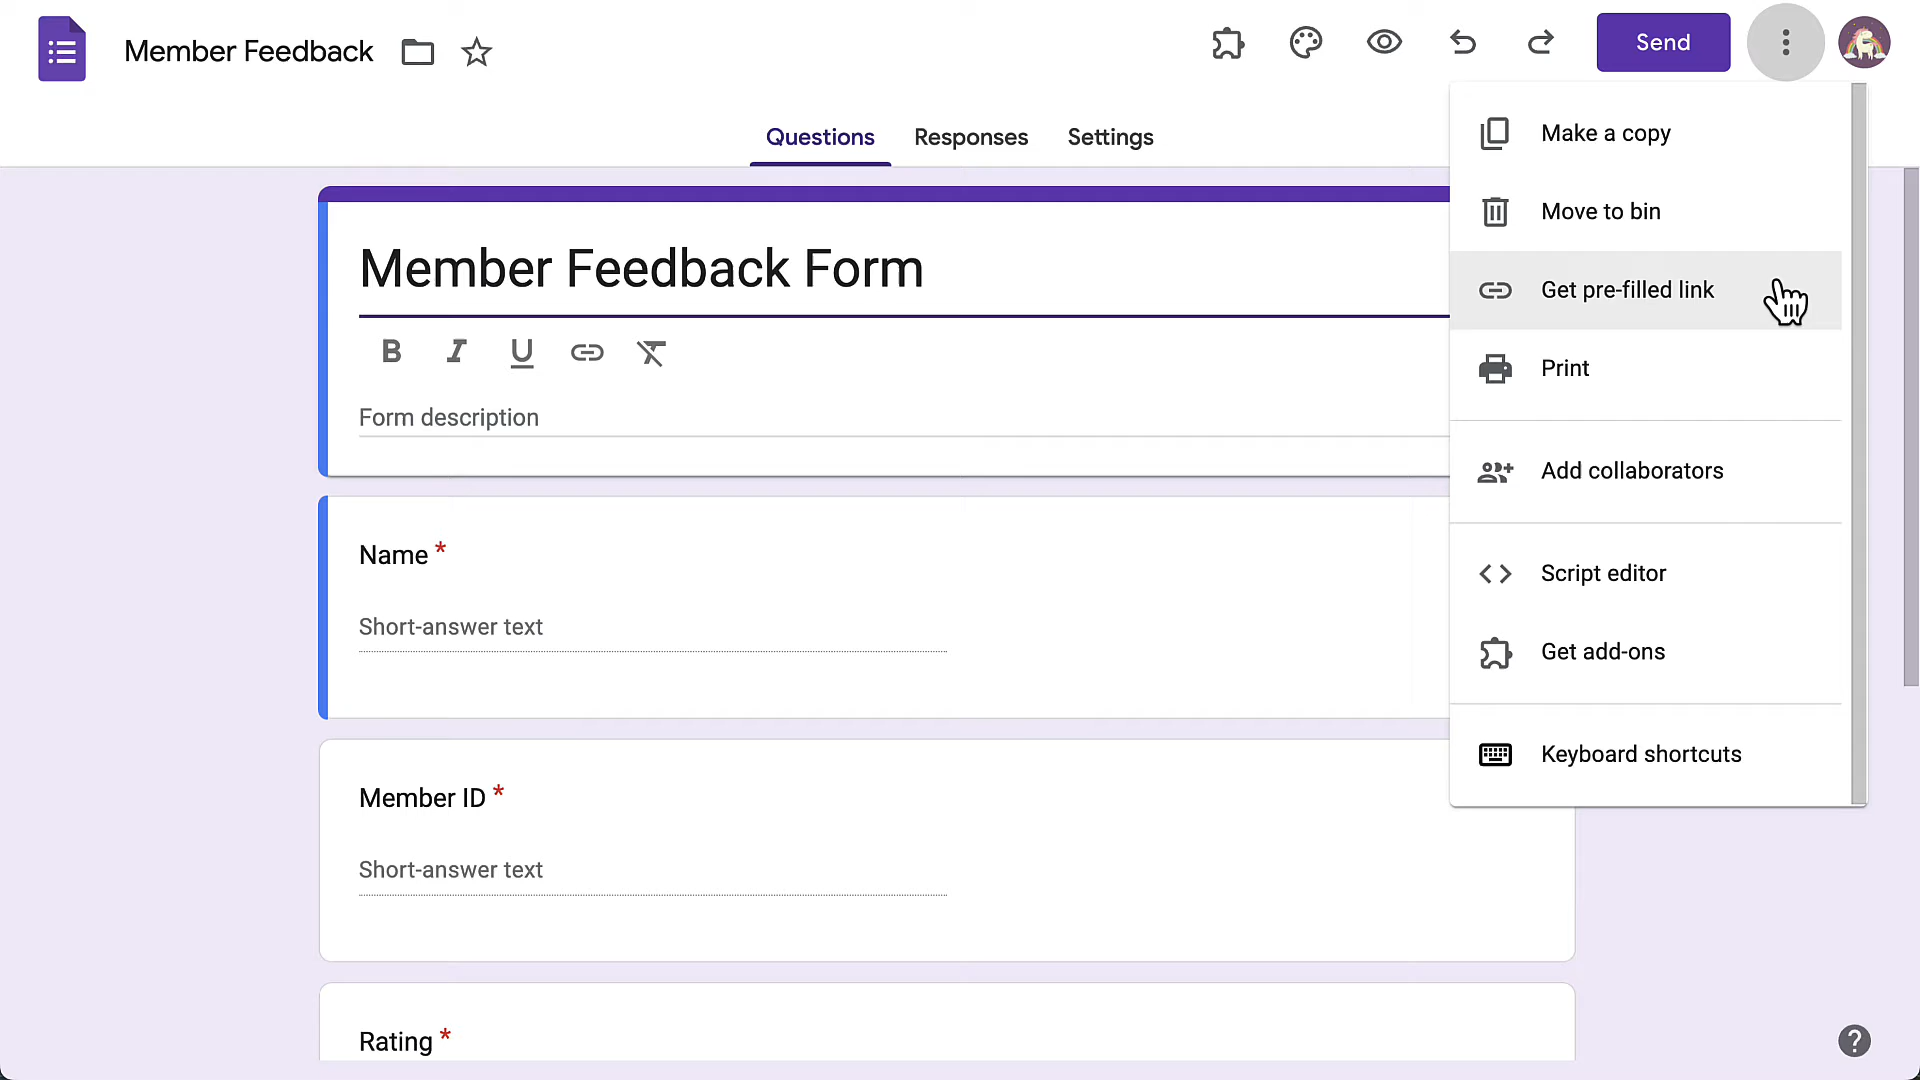 Member Feedback
Send
Questions
Responses
Settings
Make a copy
Move to bin
Get pre-filled link
Print
Add collaborators
Script editor
Get add-ons
Keyboard shortcuts
Member Feedback Form
B I U
Form description
Name *
Short-answer text
Member ID *
Short-answer text
Rating *
?